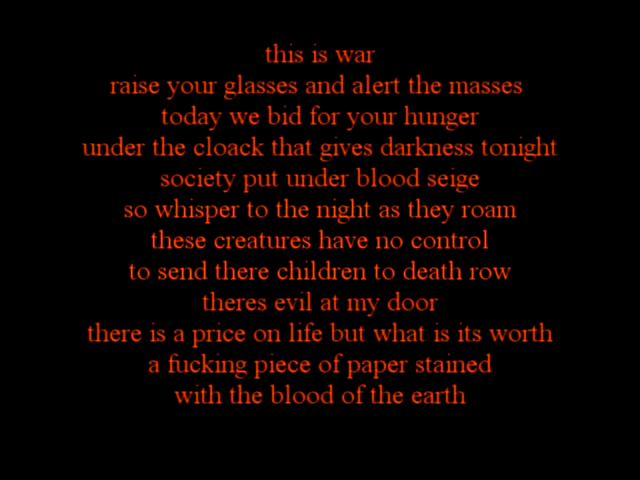 this is war
raise your glasses and alert the masses
today we bid for your hunger
under the cloack that gives darkness tonight
society put under blood seige
so whisper to the night as they roam
these creatures have no control
to send there children to death row
theres evil at my door
there is a price on life but what is its worth
a fucking piece of paper stained
with the blood of the earth